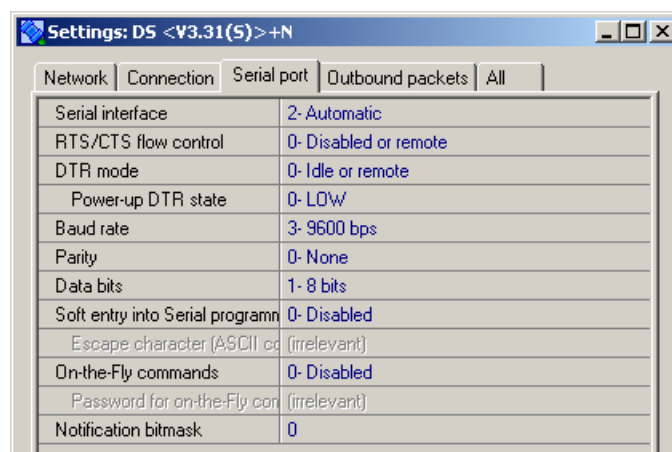 Settings: DS <V3.31(S)>+N
Network Connection Serial port Outbound packets All
Serial interface 2- Automatic
RTS/CTS flow control 0- Disabled or remote
DTR mode 0- Idle or remote
Power-up DTR state 0- LOW
Baud rate 3- 9600 bps
Parity 0- None
Data bits 1- 8 bits
Soft entry into Serial programn 0- Disabled
Escape character (ASCII co (irrelevant)
On-the-Fly commands 0- Disabled
Password for on-the-Fly con (irrelevant)
Notification bitmask 0